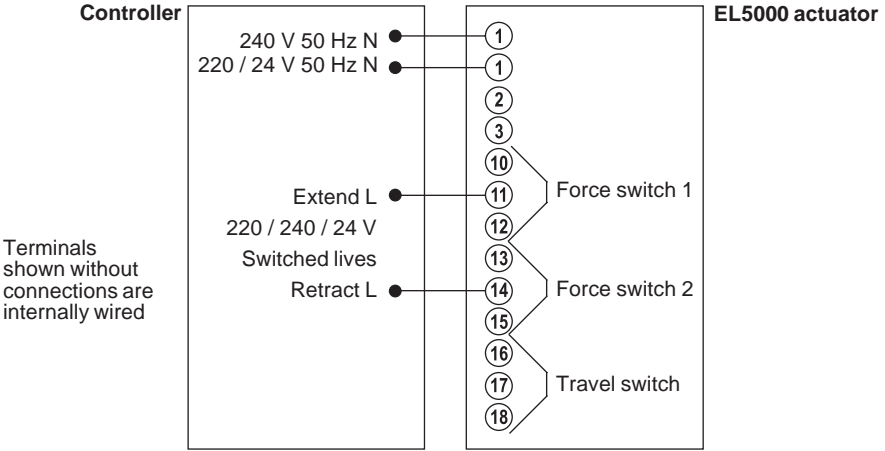 Controller
EL5000 actuator
240 V 50 Hz N
1
220 / 24 V 50 Hz N
1
2
3
10
Extend L
11
Force switch 1
220 / 240 / 24 V
12
Switched lives
13
Retract L
14
Force switch 2
15
16
17
Travel switch
18
Terminals
shown without
connections are
internally wired